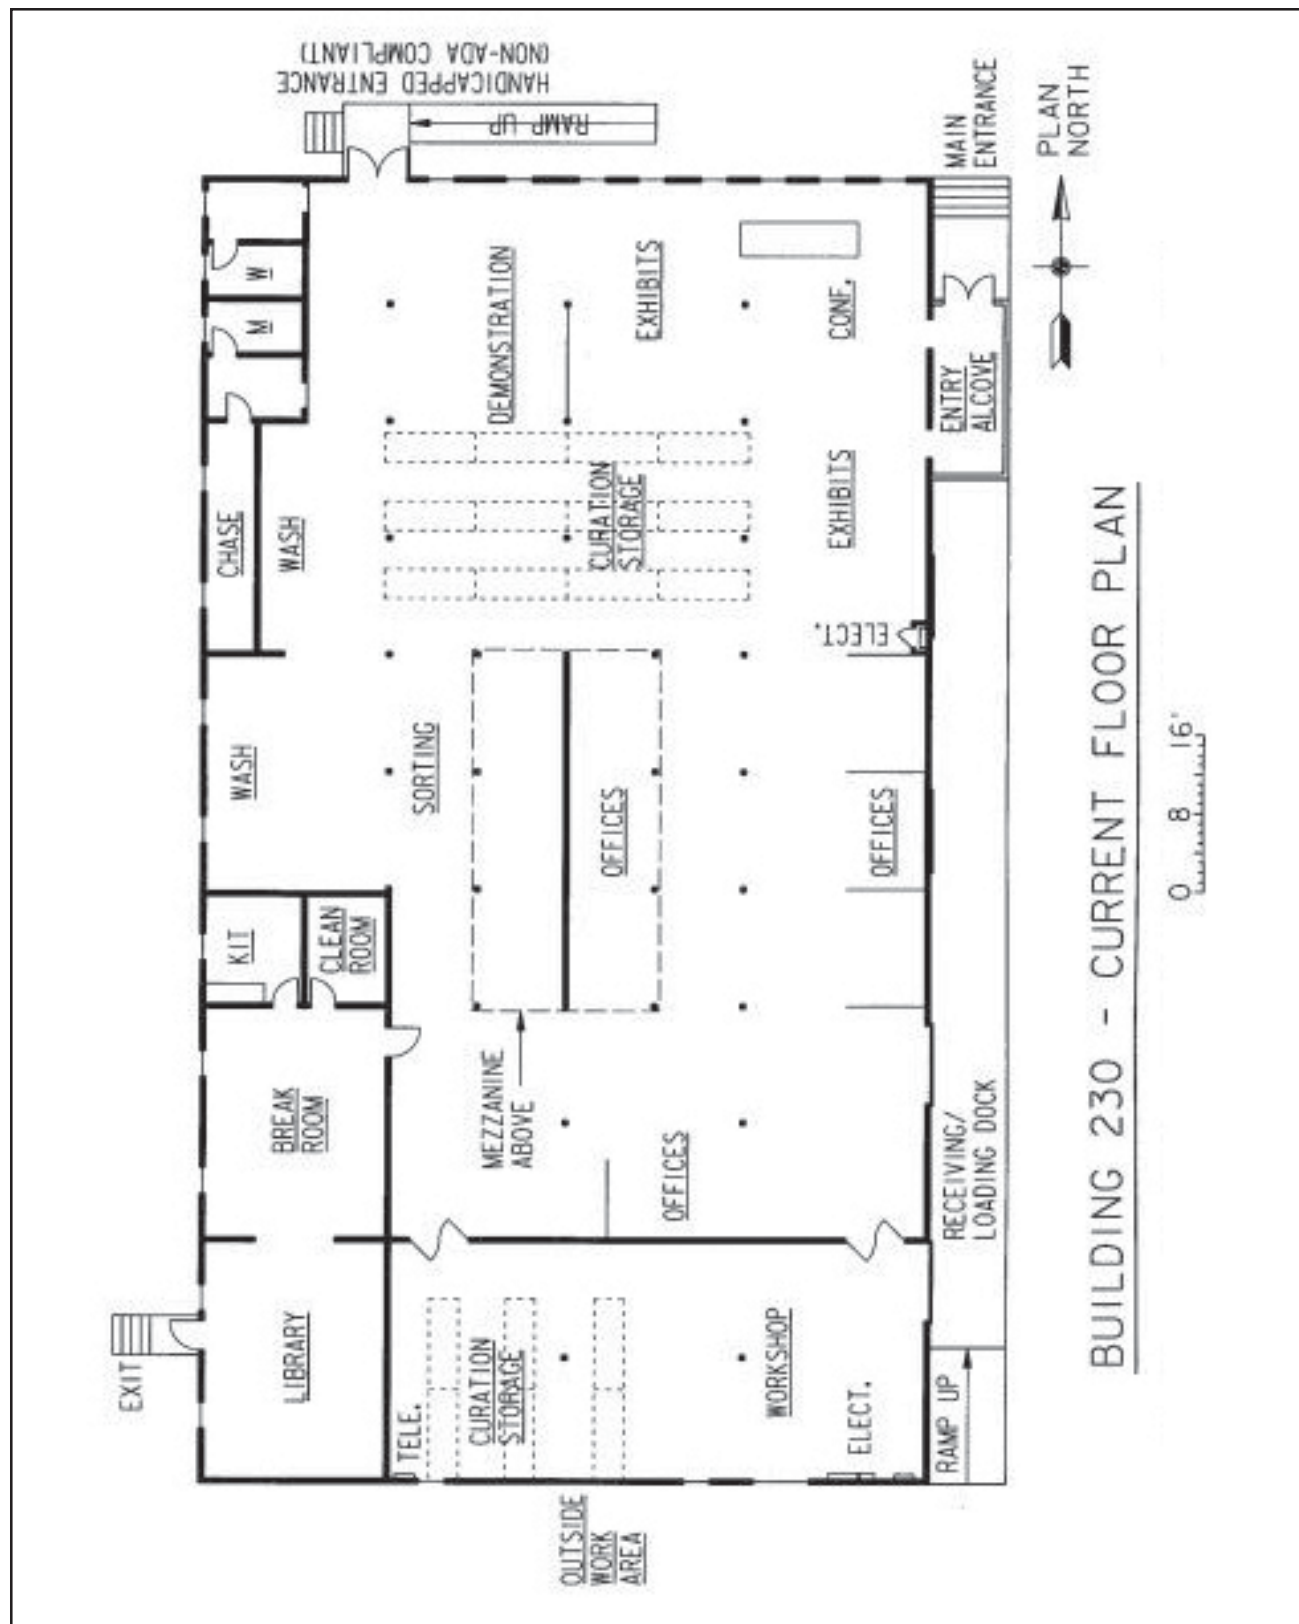 HANDICAPPED ENTRANCE
(NON-ADA COMPLIANT)
RAMP UP
MAIN
ENTRANCE
PLAN
NORTH
W
M
DEMONSTRATION
EXHIBITS
CONF.
ENTRY
ALCOVE
CHASE
WASH
CURATION
STORAGE
EXHIBITS
ELECT.
WASH
SORTING
OFFICES
OFFICES
KIT
CLEAN
ROOM
BREAK
ROOM
MEZZANINE
ABOVE
OFFICES
RECEIVING/
LOADING DOCK
EXIT
LIBRARY
TELE.
CURATION
STORAGE
WORKSHOP
ELECT.
RAMP UP
OUTSIDE
WORK
AREA
BUILDING 230 - CURRENT FLOOR PLAN
0 8 16'